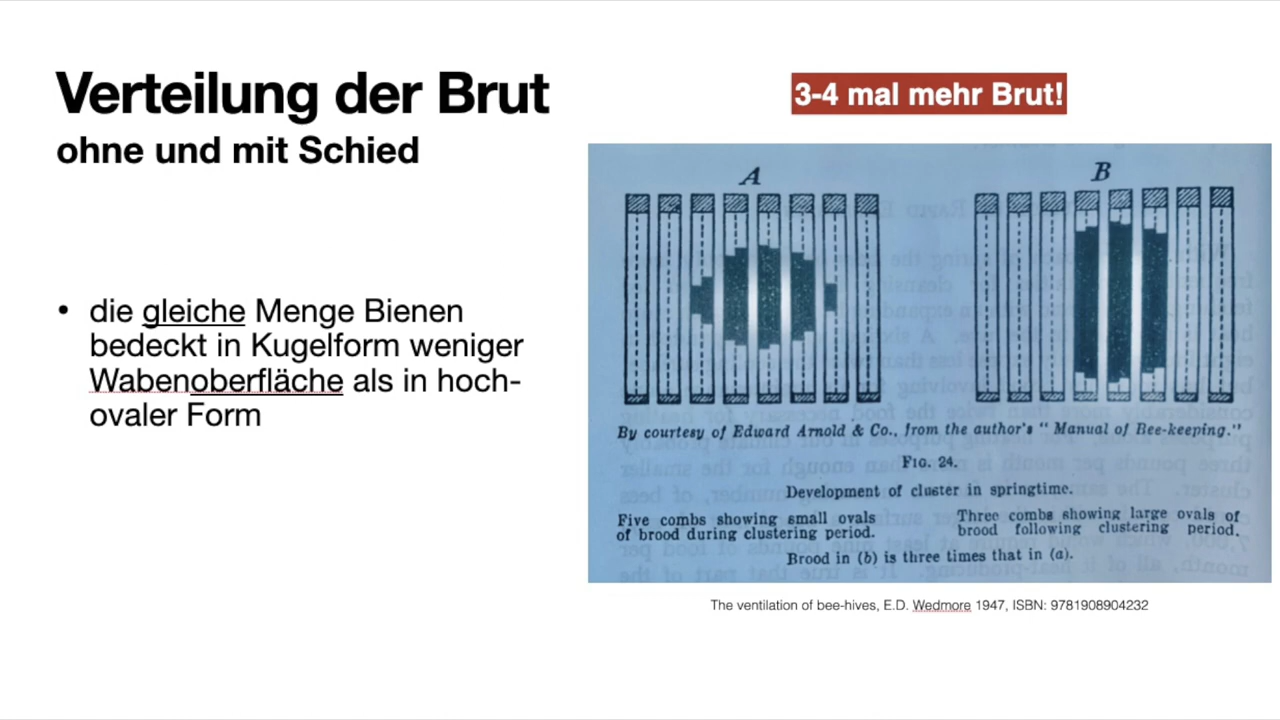 Verteilung der Brut
ohne und mit Schied
3-4 mal mehr Brut!
• die gleiche Menge Bienen
bedeckt in Kugelform weniger
Wabenoberfläche als in hoch-
ovaler Form
A
B
By courtesy of Edward Arnold & Co., from the author's "Manual of Bee-keeping."
FIG. 24.
Development of cluster in springtime.
Five combs showing small ovals
of brood during clustering period.
Three combs showing large ovals of
brood following clustering period.
Brood in (b) is three times that in (a).
The ventilation of bee-hives, E.D. Wedmore 1947, ISBN: 9781908904232